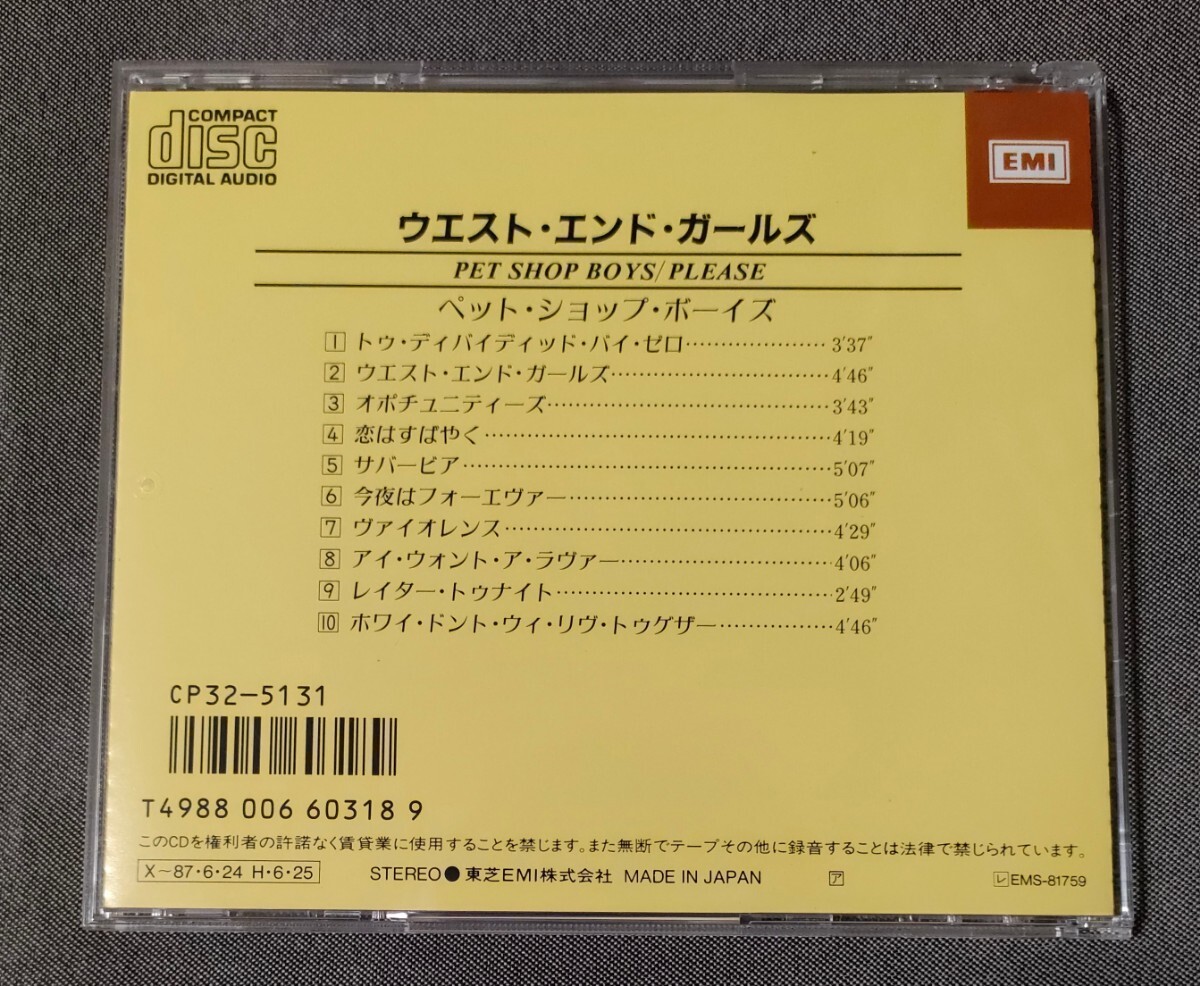 COMPACT
disc
DIGITAL AUDIO
EMI
ウエスト・エンド・ガールズ
PET SHOP BOYS/PLEASE
ペット・ショップ・ボーイズ
1 トゥ・ディバイディッド・バイ・ゼロ…………………3′37″
2 ウエスト・エンド・ガールズ…………………………4′46″
3 オポチュニティーズ…………………………………3′43″
4 恋はすばやく…………………………………………4′19″
5 サバービア……………………………………………5′07″
6 今夜はフォーエヴァー………………………………5′06″
7 ヴァイオレンス………………………………………4′29″
8 アイ・ウォント・ア・ラヴァー………………………4′06″
9 レイター・トゥナイト………………………………2′49″
10 ホワイ・ドント・ウィ・リヴ・トゥゲザー……………4′46″
CP32-5131
T4988 006 60318 9
このCDを権利者の許諾なく賃貸業に使用することを禁じます。また無断でテープその他に録音することは法律で禁じられています。
X〜87・6・24 H・6・25 STEREO● 東芝EMI株式会社 MADE IN JAPAN ア レEMS-81759